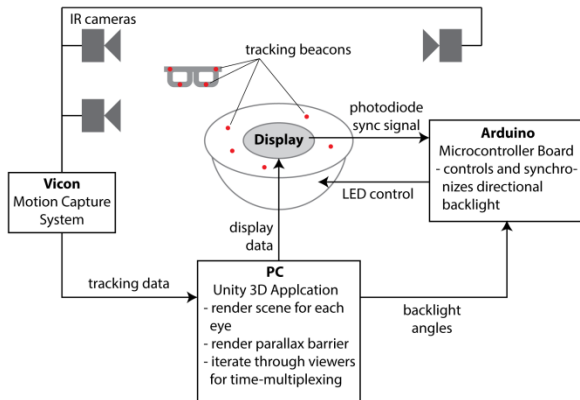 IR cameras
tracking beacons
photodiode
sync signal
Display
Arduino
Microcontroller Board
- controls and synchro-
nizes directional
backlight
Vicon
Motion Capture
System
LED control
display
data
tracking data
PC
Unity 3D Applcation
- render scene for each
eye
- render parallax barrier
- iterate through viewers
for time-multiplexing
backlight
angles